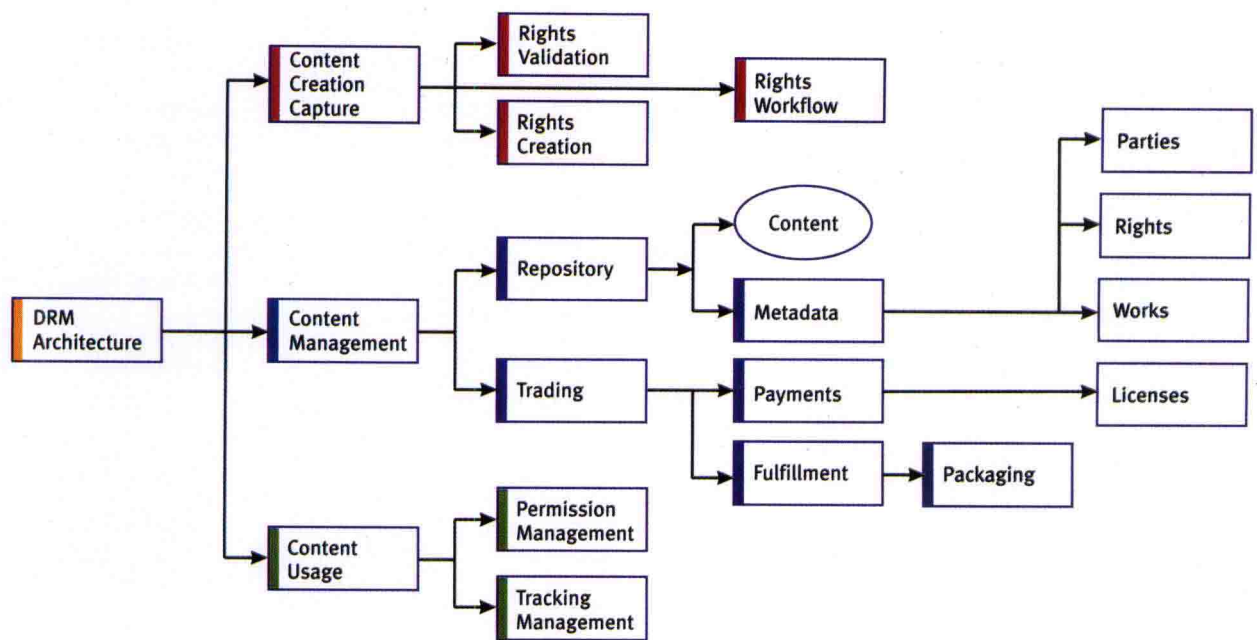 Rights
Validation
Content
Creation
Capture
Rights
Workflow
Rights
Creation
Parties
Content
Rights
Repository
DRM
Architecture
Content
Management
Metadata
Works
Trading
Payments
Licenses
Fulfillment
Packaging
Permission
Management
Content
Usage
Tracking
Management